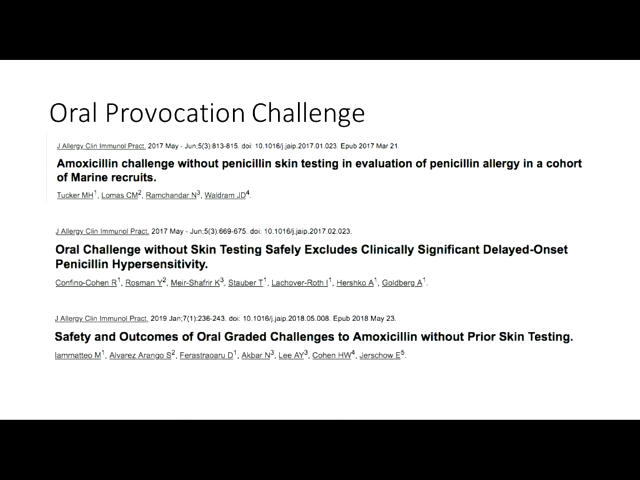 Oral Provocation Challenge
J Allergy Clin Immunol Pract. 2017 May - Jun;5(3):813-815. doi: 10.1016/j.jaip.2017.01.023. Epub 2017 Mar 21.
Amoxicillin challenge without penicillin skin testing in evaluation of penicillin allergy in a cohort
of Marine recruits.
Tucker MH1, Lomas CM2, Ramchandar N3, Waldram JD4.
J Allergy Clin Immunol Pract. 2017 May - Jun;5(3):669-675. doi: 10.1016/j.jaip.2017.02.023.
Oral Challenge without Skin Testing Safely Excludes Clinically Significant Delayed-Onset
Penicillin Hypersensitivity.
Confino-Cohen R1, Rosman Y2, Meir-Shafrir K3, Stauber T1, Lachover-Roth I1, Hershko A1, Goldberg A1.
J Allergy Clin Immunol Pract. 2019 Jan;7(1):236-243. doi: 10.1016/j.jaip.2018.05.008. Epub 2018 May 23.
Safety and Outcomes of Oral Graded Challenges to Amoxicillin without Prior Skin Testing.
Iammatteo M1, Alvarez Arango S2, Ferastraoaru D1, Akbar N3, Lee AY3, Cohen HW4, Jerschow E5.